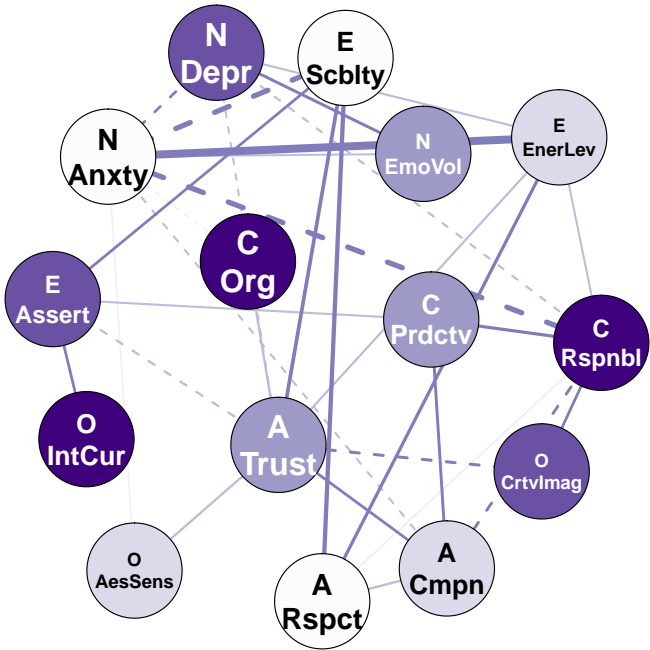 N
Depr
E
Scblty
N
Anxty
N
EmoVol
E
EnerLev
C
Org
E
Assert
C
Prdctv
C
Rspnbl
O
IntCur
A
Trust
O
CrtvImag
O
AesSens
A
Rspct
A
Cmpn